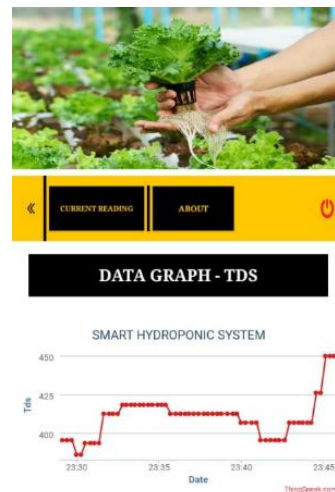 «
CURRENT READING
ABOUT
DATA GRAPH - TDS
SMART HYDROPONIC SYSTEM
450
425
400
Tds
23:30
23:35
23:40
23:45
Date
ThingSpeak.com